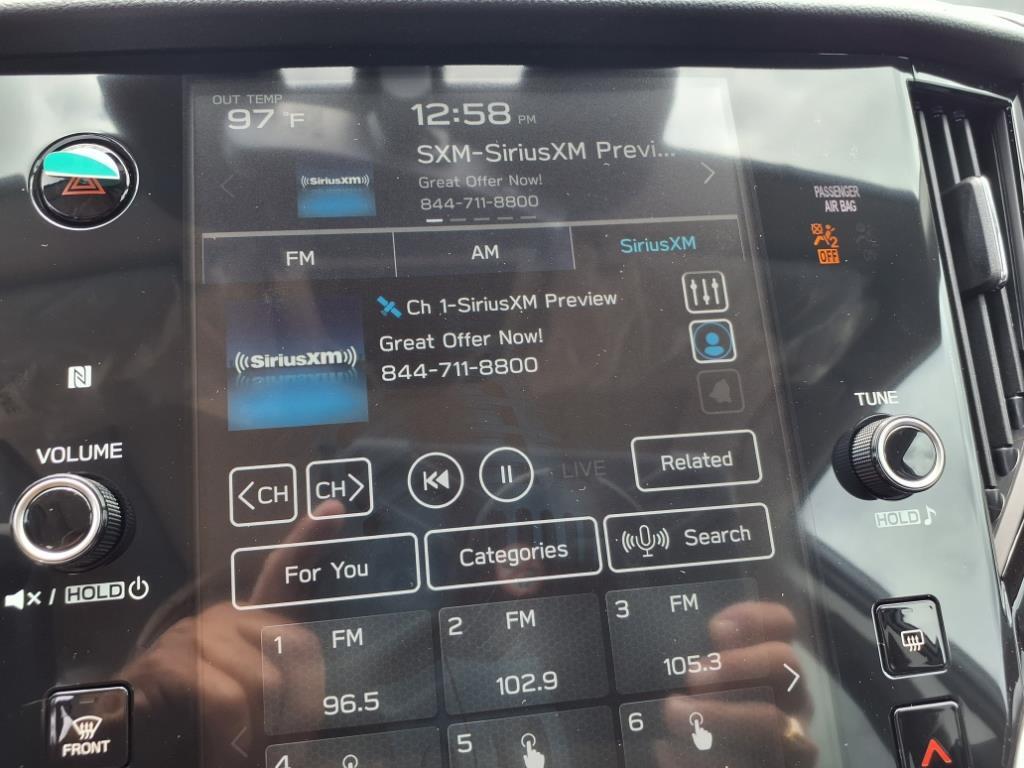 OUT TEMP
97 °F
12:58 PM
SXM-SiriusXM Previ...
((SiriusXM))
Great Offer Now!
844-711-8800
PASSENGER
AIR BAG
2
OFF
FM
AM
SiriusXM
Ch 1-SiriusXM Preview
Great Offer Now!
844-711-8800
((SiriusXM))
N
VOLUME
TUNE
<CH
CH>
LIVE
Related
HOLD
For You
Categories
Search
/ HOLD
1
FM
96.5
2
FM
102.9
3
FM
105.3
FRONT
4
5
6